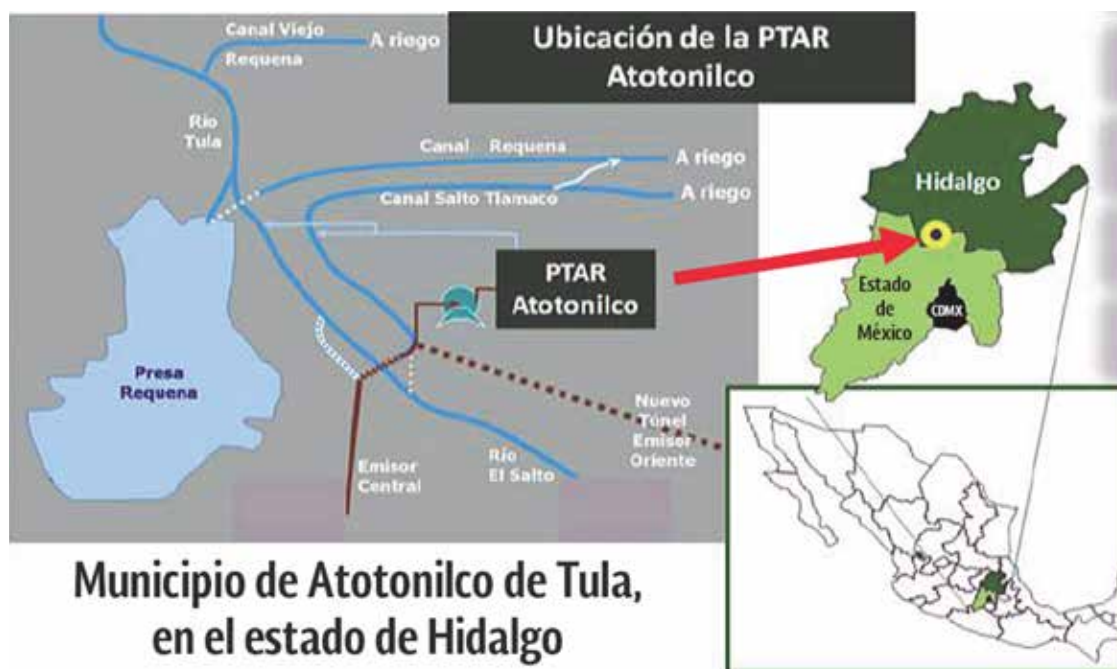 Ubicación de la PTAR
Atotonilco
Canal Viejo
Requena
A riego
Río
Tula
Canal Requena
A riego
Canal Salto Tlamaco
A riego
PTAR
Atotonilco
Presa
Requena
Emisor
Central
Río
El Salto
Nuevo
Túnel
Emisor
Oriente
Hidalgo
Estado
de
México
CDMX
Municipio de Atotonilco de Tula,
en el estado de Hidalgo